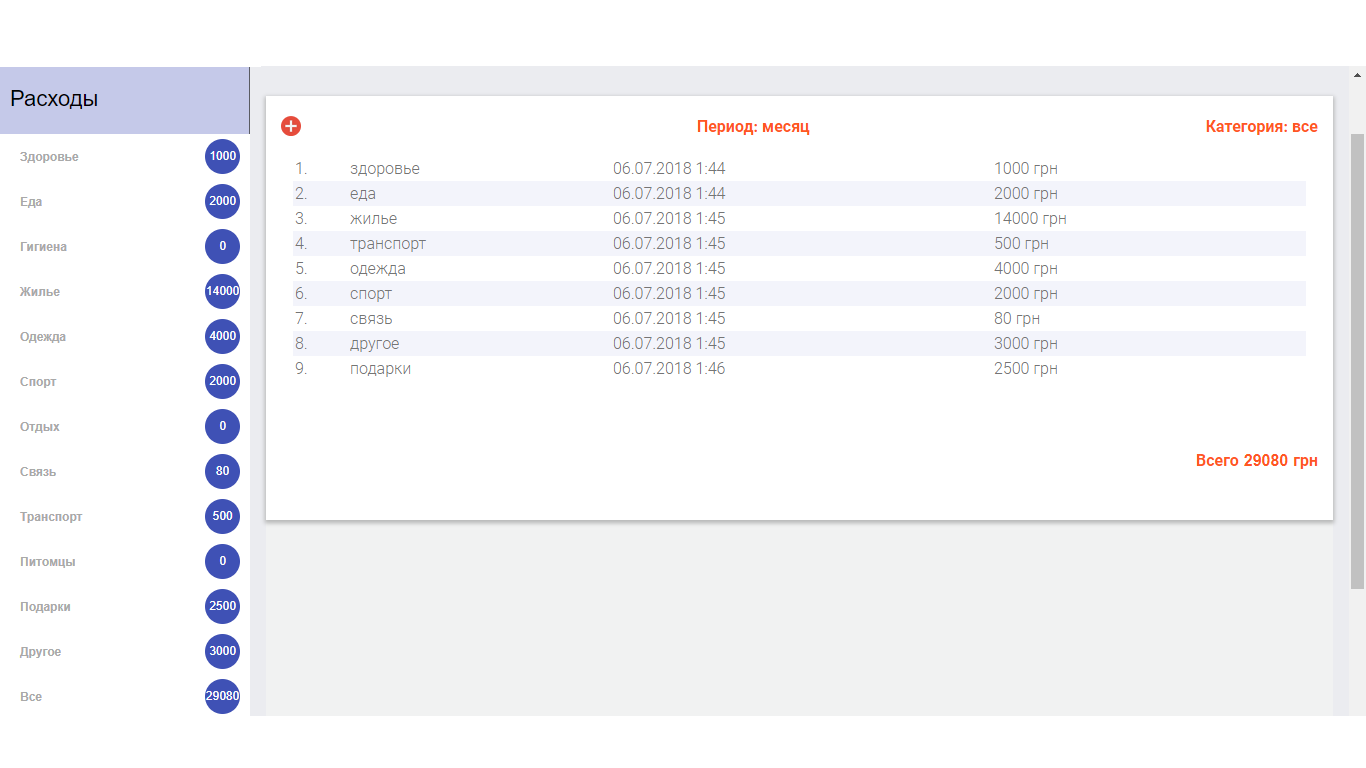 Расходы
Здоровье 1000
Еда 2000
Гигиена 0
Жилье 14000
Одежда 4000
Спорт 2000
Отдых 0
Связь 80
Транспорт 500
Питомцы 0
Подарки 2500
Другое 3000
Все 29080
Период: месяц Категория: все
1. здоровье 06.07.2018 1:44 1000 грн
2. еда 06.07.2018 1:44 2000 грн
3. жилье 06.07.2018 1:45 14000 грн
4. транспорт 06.07.2018 1:45 500 грн
5. одежда 06.07.2018 1:45 4000 грн
6. спорт 06.07.2018 1:45 2000 грн
7. связь 06.07.2018 1:45 80 грн
8. другое 06.07.2018 1:45 3000 грн
9. подарки 06.07.2018 1:46 2500 грн
Всего 29080 грн